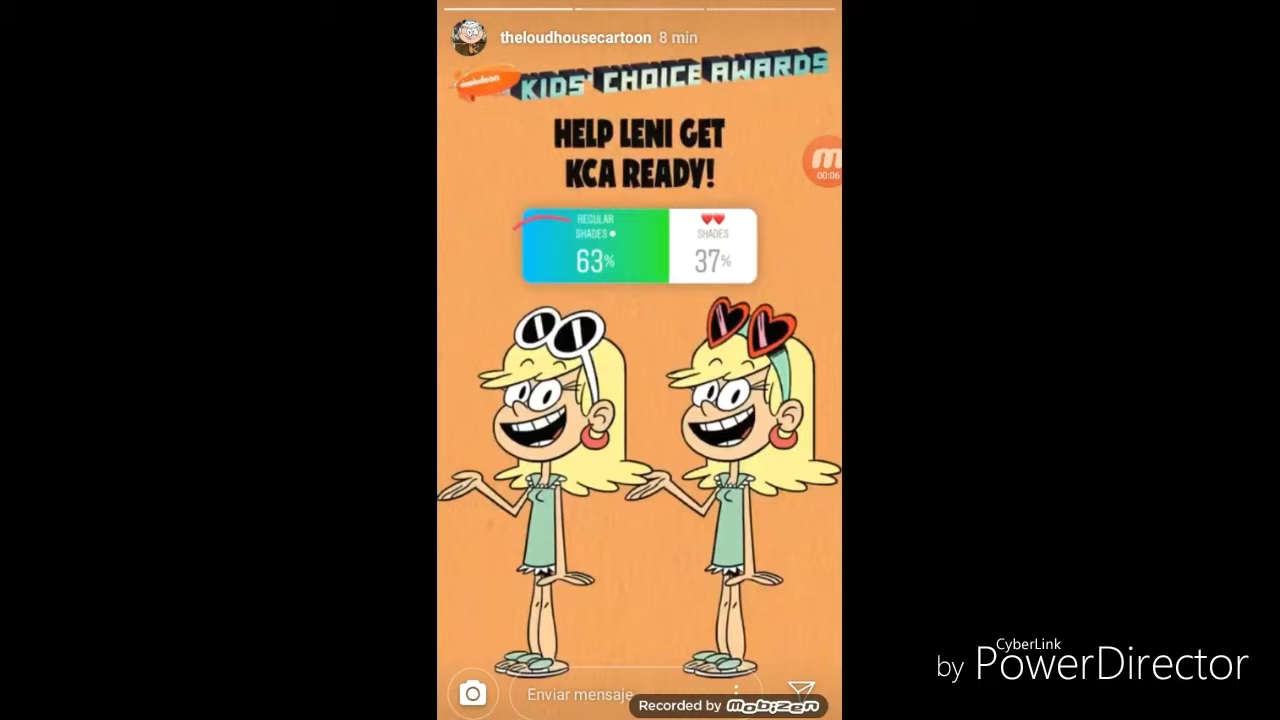 theloudhousecartoon 8 min
nickelodeon
KIDS' CHOICE AWARDS
HELP LENI GET
KCA READY!
REGULAR
SHADES
63%
❤️❤️
SHADES
37%
m
00:06
Enviar mensaje
Recorded by mobizen
CyberLink
by PowerDirector